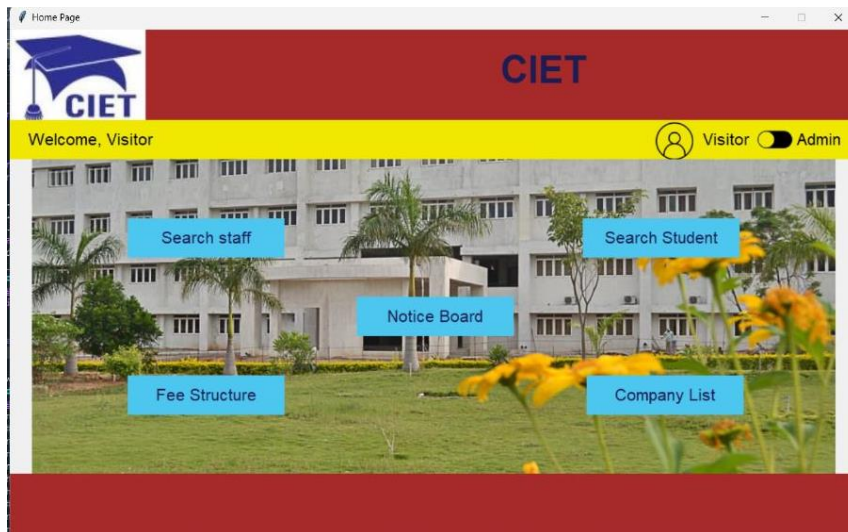 Home Page
CIET
CIET
Welcome, Visitor
Visitor
Admin
Search staff
Search Student
Notice Board
Fee Structure
Company List